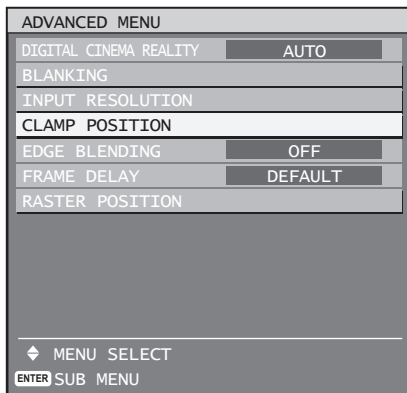 ADVANCED MENU
DIGITAL CINEMA REALITY AUTO
BLANKING
INPUT RESOLUTION
CLAMP POSITION
EDGE BLENDING OFF
FRAME DELAY DEFAULT
RASTER POSITION
MENU SELECT
ENTER SUB MENU